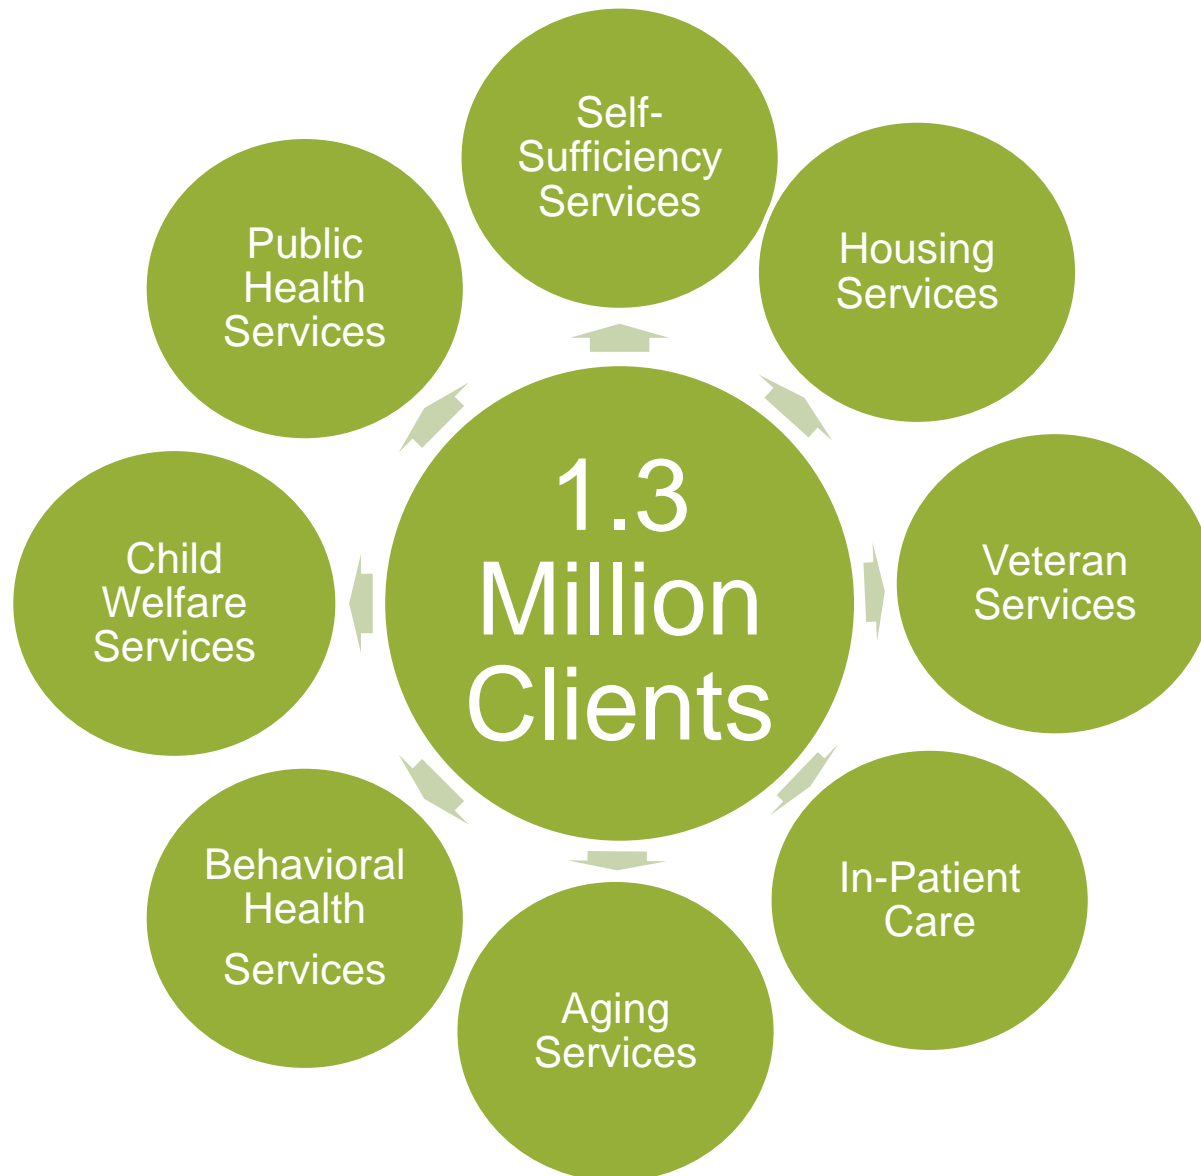 Self-
Sufficiency
Services
Housing
Services
Veteran
Services
In-Patient
Care
Aging
Services
Behavioral
Health
Services
Child
Welfare
Services
Public
Health
Services
1.3
Million
Clients